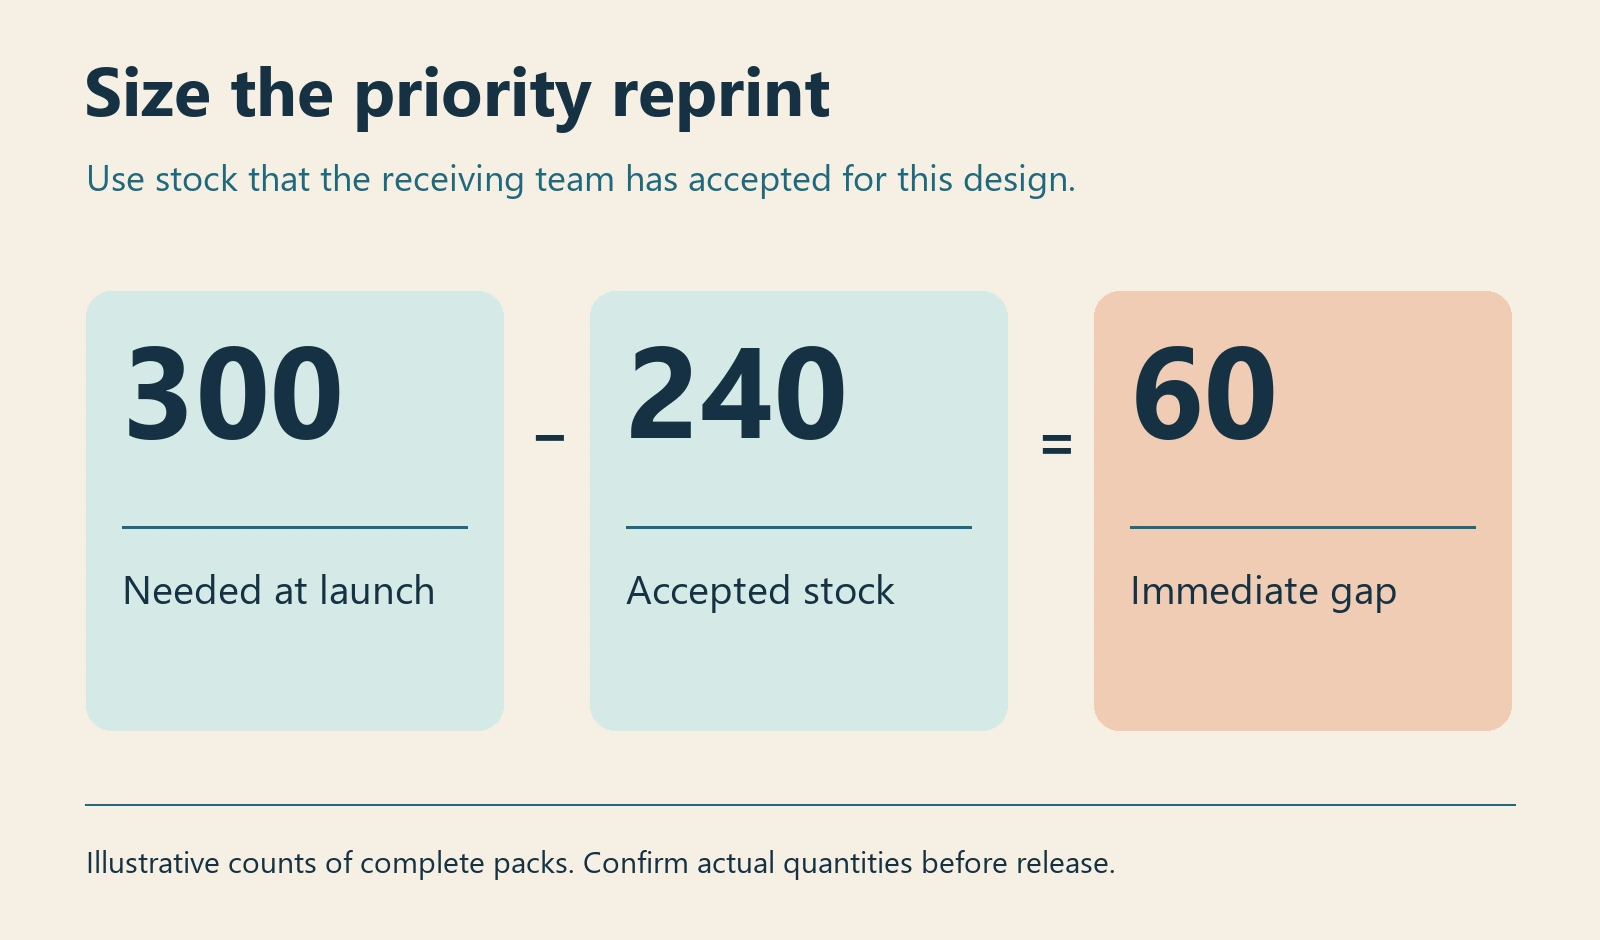 Size the priority reprint
Use stock that the receiving team has accepted for this design.
300
–
240
=
60
Needed at launch
Accepted stock
Immediate gap
Illustrative counts of complete packs. Confirm actual quantities before release.